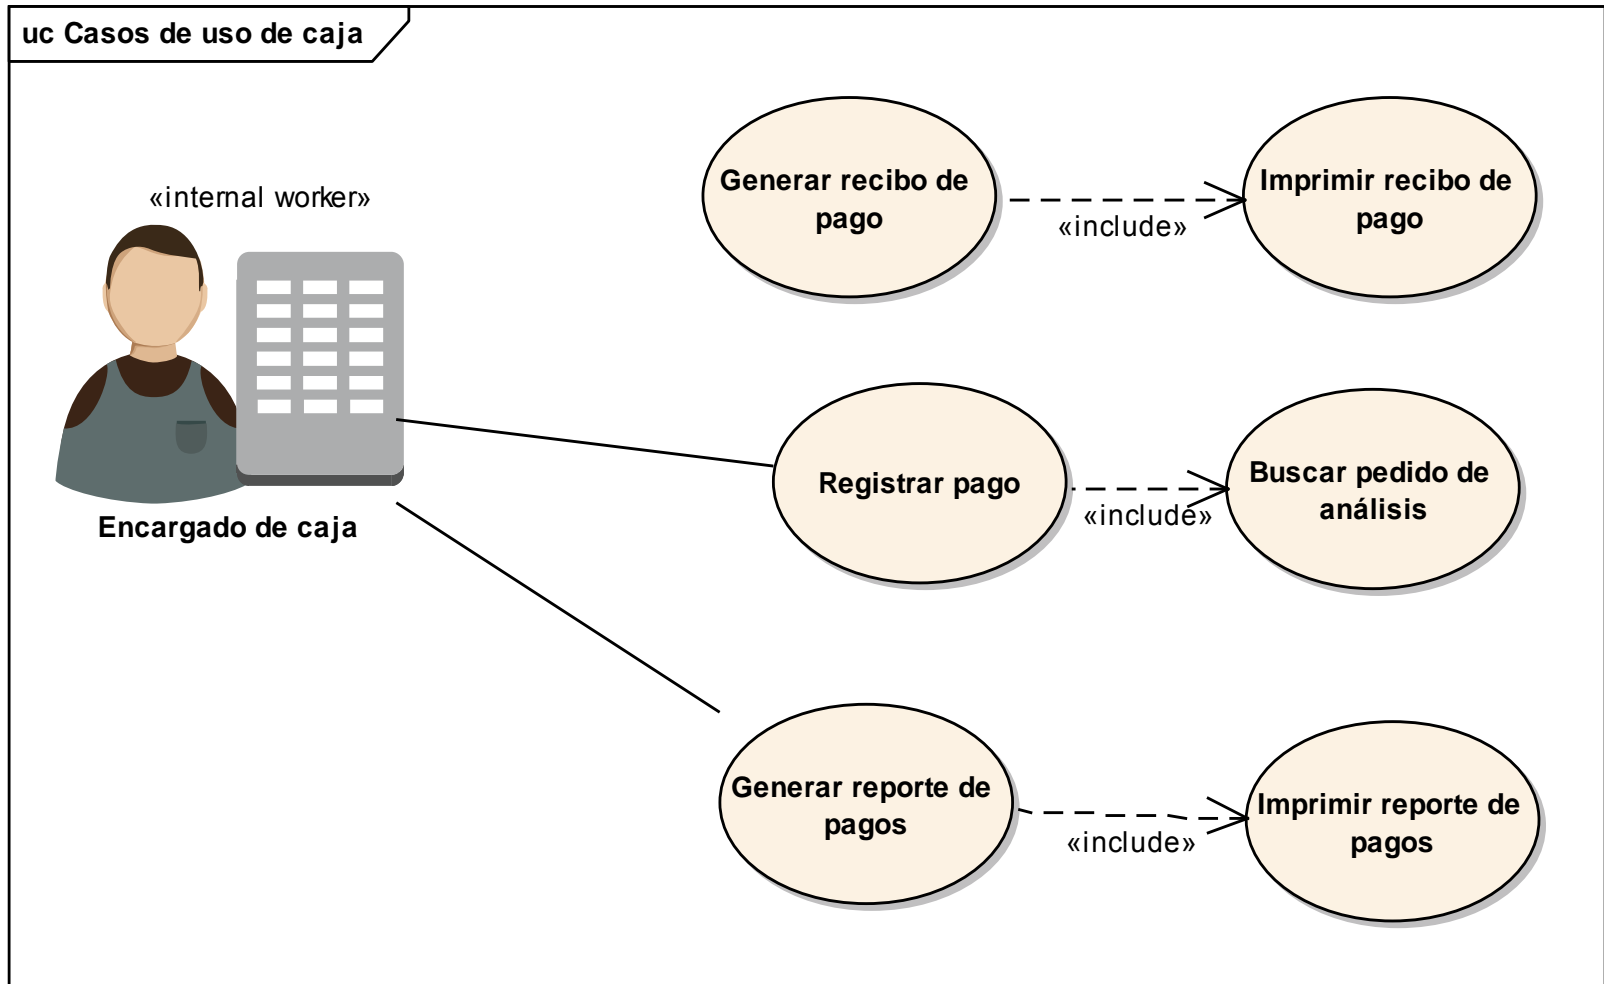 uc Casos de uso de caja
«internal worker»
Encargado de caja
Generar recibo de
pago
«include»
Imprimir recibo de
pago
Registrar pago
«include»
Buscar pedido de
análisis
Generar reporte de
pagos
«include»
Imprimir reporte de
pagos